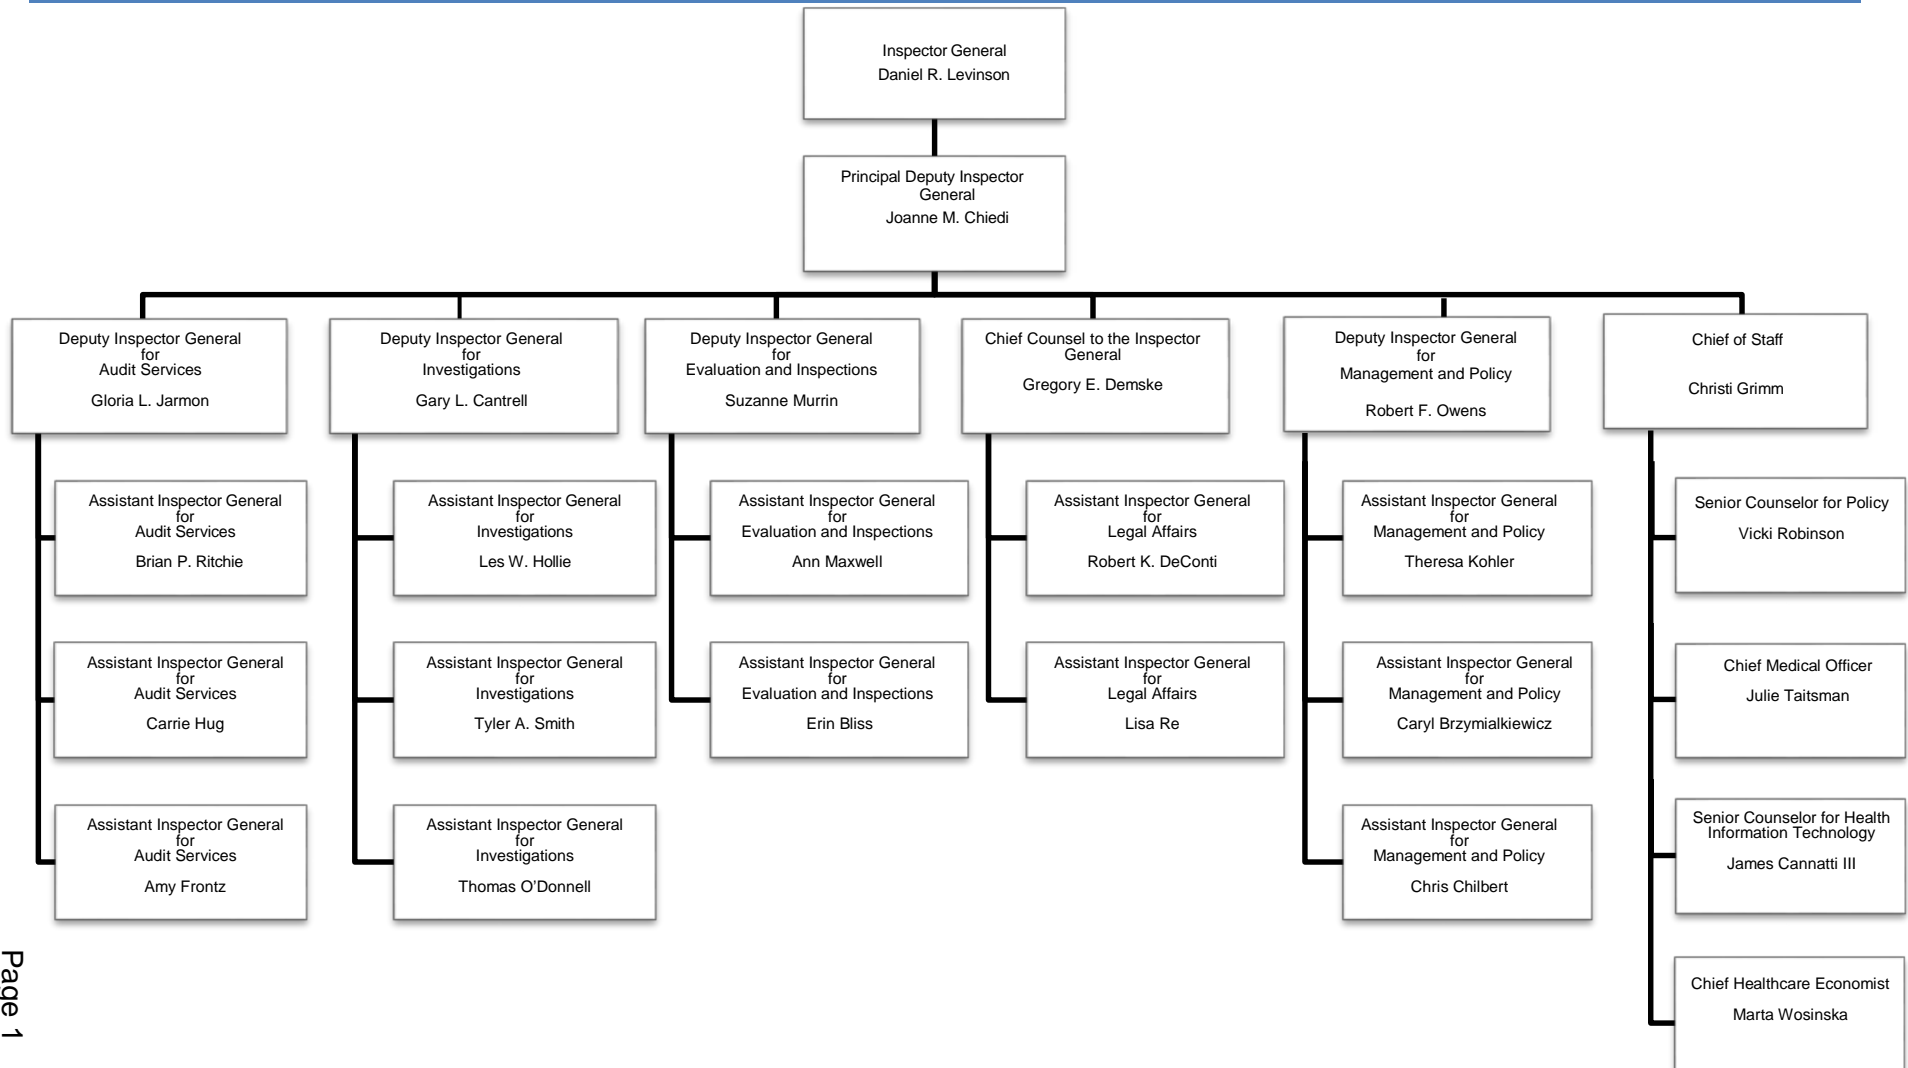 Inspector General
Daniel R. Levinson
Principal Deputy Inspector
General
Joanne M. Chiedi
Deputy Inspector General
for
Audit Services
Gloria L. Jarmon
Deputy Inspector General
for
Investigations
Gary L. Cantrell
Deputy Inspector General
for
Evaluation and Inspections
Suzanne Murrin
Chief Counsel to the Inspector
General
Gregory E. Demske
Deputy Inspector General
for
Management and Policy
Robert F. Owens
Chief of Staff
Christi Grimm
Assistant Inspector General
for
Audit Services
Brian P. Ritchie
Assistant Inspector General
for
Investigations
Les W. Hollie
Assistant Inspector General
for
Evaluation and Inspections
Ann Maxwell
Assistant Inspector General
for
Legal Affairs
Robert K. DeConti
Assistant Inspector General
for
Management and Policy
Theresa Kohler
Senior Counselor for Policy
Vicki Robinson
Assistant Inspector General
for
Audit Services
Carrie Hug
Assistant Inspector General
for
Investigations
Tyler A. Smith
Assistant Inspector General
for
Evaluation and Inspections
Erin Bliss
Assistant Inspector General
for
Legal Affairs
Lisa Re
Assistant Inspector General
for
Management and Policy
Caryl Brzymialkiewicz
Chief Medical Officer
Julie Taitsman
Assistant Inspector General
for
Audit Services
Amy Frontz
Assistant Inspector General
for
Investigations
Thomas O’Donnell
Assistant Inspector General
for
Management and Policy
Chris Chilbert
Senior Counselor for Health
Information Technology
James Cannatti III
Chief Healthcare Economist
Marta Wosinska
Page 1